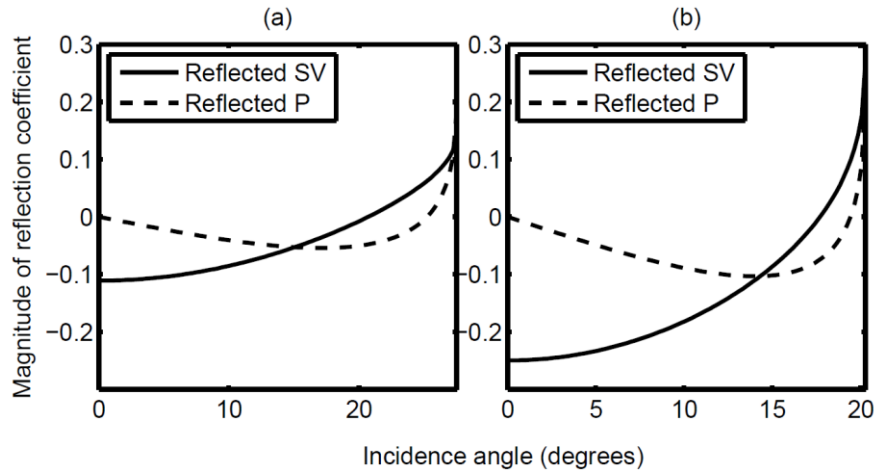 (a)
(b)
Magnitude of reflection coefficient
0.3
0.2
0.1
0
−0.1
−0.2
Reflected SV
Reflected P
0
10
20
0.3
0.2
0.1
0
−0.1
−0.2
Reflected SV
Reflected P
0
5
10
15
20
Incidence angle (degrees)